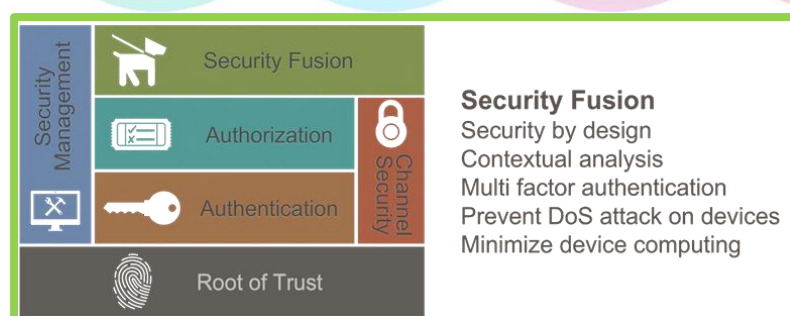 Security Management
Security Fusion
Authorization
Authentication
Channel Security
Root of Trust
Security Fusion
Security by design
Contextual analysis
Multi factor authentication
Prevent DoS attack on devices
Minimize device computing